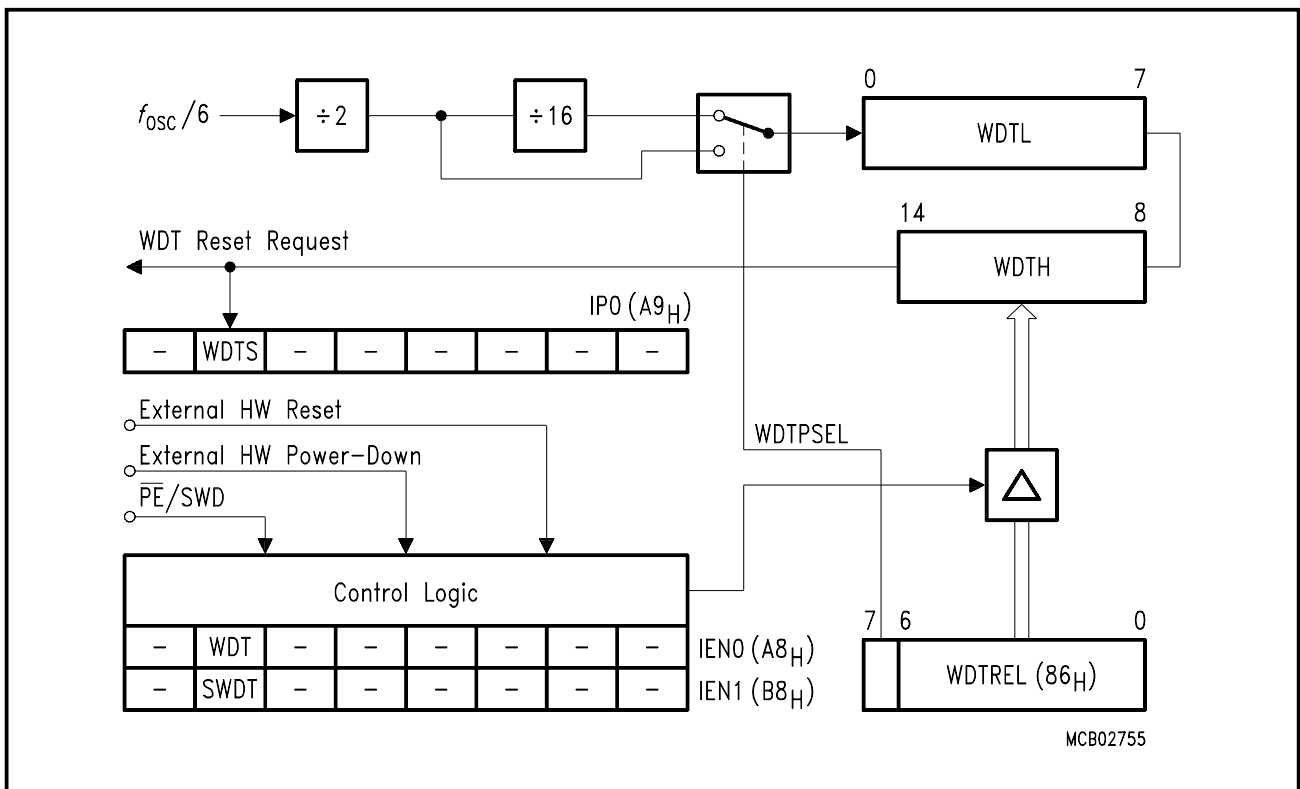 0 7
fOSC/6 ÷2 ÷16 WDTL
14 8
WDT Reset Request WDTH
IP0 (A9H)
– WDTS – – – – – –
External HW Reset
WDTPSEL
External HW Power-Down
P̅E̅/SWD
Control Logic
7 6 0
– WDT – – – – – – IEN0 (A8H)
– SWDT – – – – – – IEN1 (B8H)
WDTREL (86H)
MCB02755